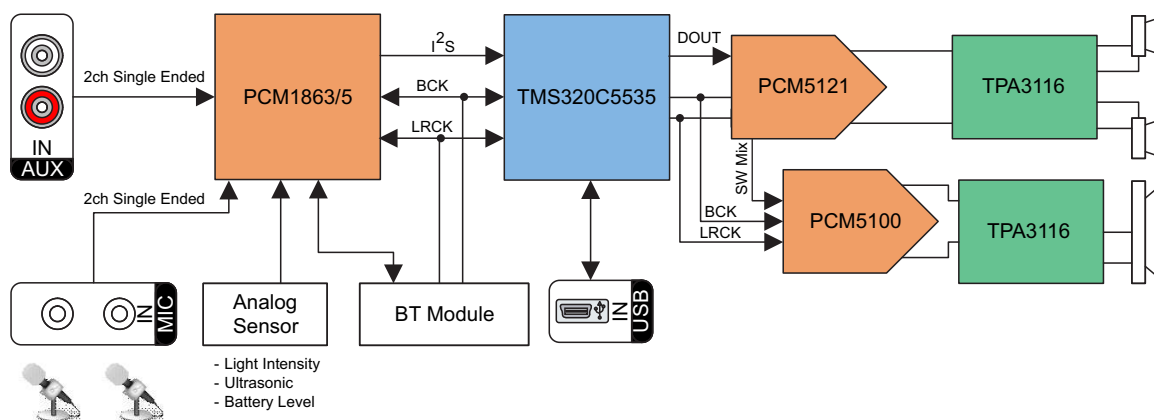 IN
AUX
2ch Single Ended
PCM1863/5
I²S
BCK
LRCK
TMS320C5535
DOUT
PCM5121
TPA3116
SW Mix
BCK
LRCK
PCM5100
TPA3116
2ch Single Ended
IN
MIC
Analog
Sensor
BT Module
IN
USB
- Light Intensity
- Ultrasonic
- Battery Level